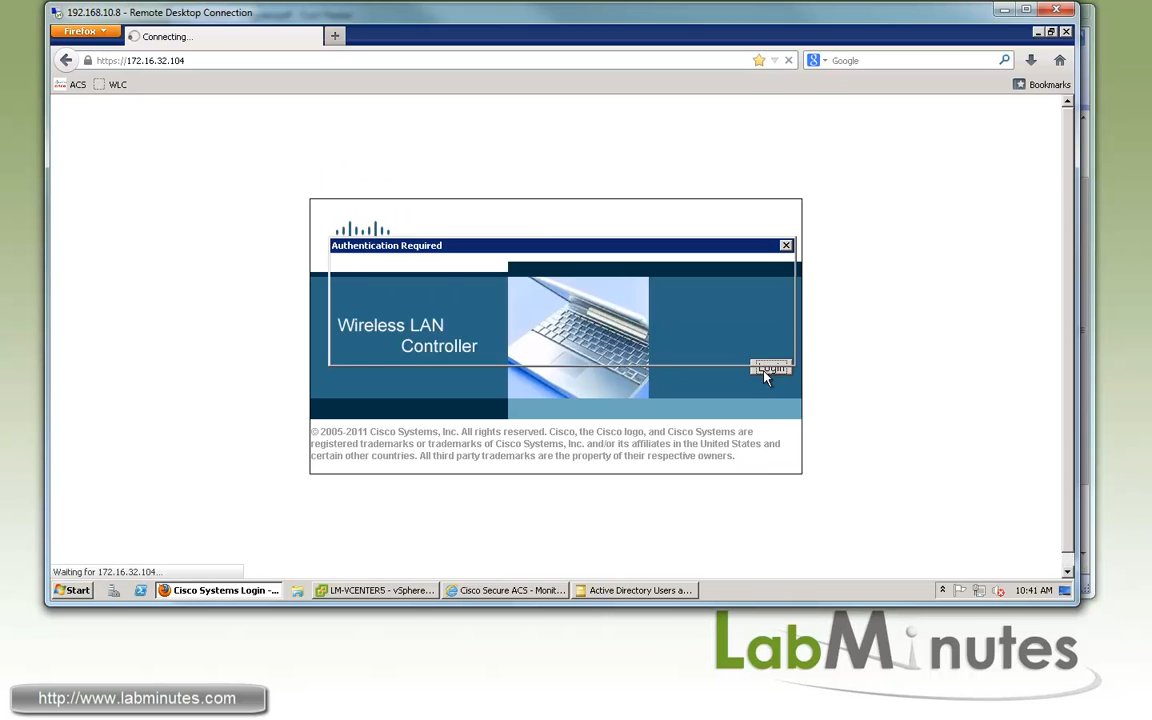 192.168.10.8 - Remote Desktop Connection
Firefox
Connecting...
https://172.16.32.104
Google
ACS
WLC
Bookmarks
Authentication Required
Wireless LAN
Controller
Login
© 2005-2011 Cisco Systems, Inc. All rights reserved. Cisco, the Cisco logo, and Cisco Systems are
registered trademarks or trademarks of Cisco Systems, Inc. and/or its affiliates in the United States and
certain other countries. All third party trademarks are the property of their respective owners.
Waiting for 172.16.32.104...
Start
Cisco Systems Login -...
LM-VCENTER5 - vSphere...
Cisco Secure ACS - Monit...
Active Directory Users a...
10:41 AM
LabMinutes
http://www.labminutes.com